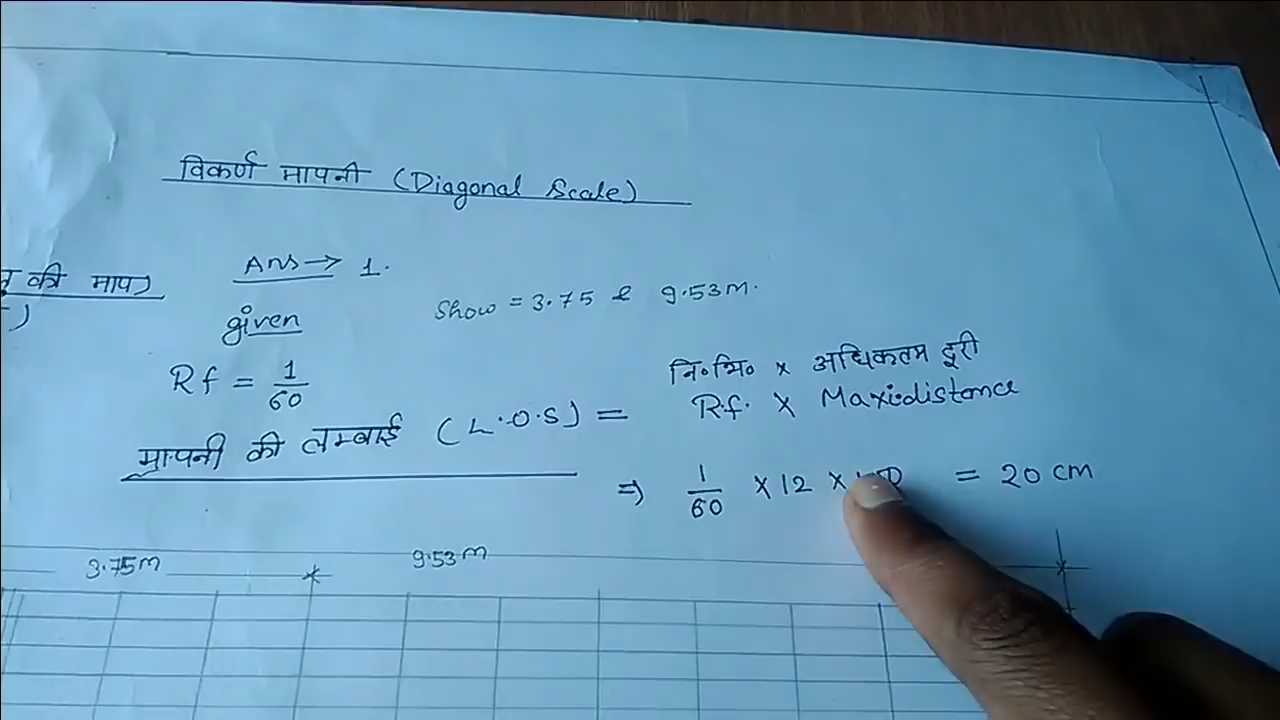 विकर्ण मापनी (Diagonal Scale)
की माप)
Ans → 1.
Show = 3.75 & 9.53m.
given
Rf = 1/60
नि॰भि॰ x अधिकतम दूरी
मापनी की लम्बाई (L.O.S) = R.f. X Maxi.distance
⇒ 1/60 X 12 X = 20 cm
3.75m 9.53m